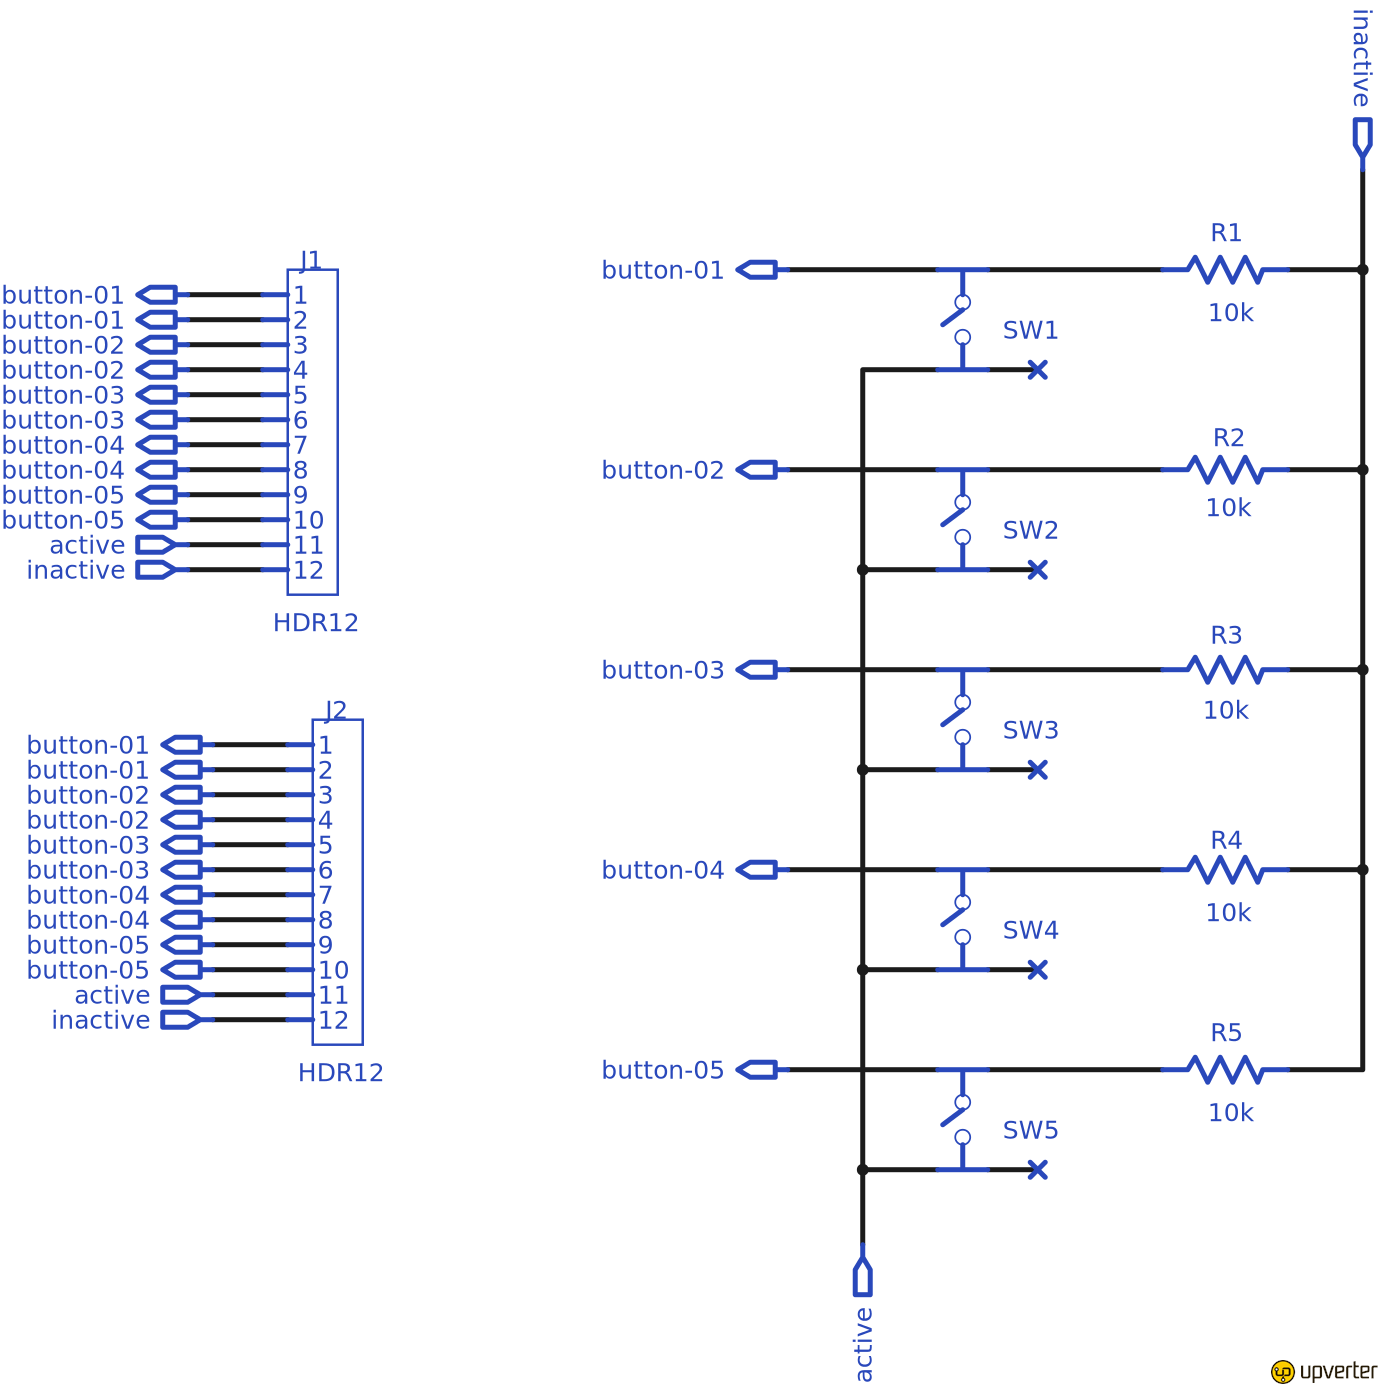 inactive
J1
button-01 1
button-01 2
button-02 3
button-02 4
button-03 5
button-03 6
button-04 7
button-04 8
button-05 9
button-05 10
active 11
inactive 12
HDR12
J2
button-01 1
button-01 2
button-02 3
button-02 4
button-03 5
button-03 6
button-04 7
button-04 8
button-05 9
button-05 10
active 11
inactive 12
HDR12
R1
button-01
10k
SW1
R2
button-02
10k
SW2
R3
button-03
10k
SW3
R4
button-04
10k
SW4
R5
button-05
10k
SW5
active
upverter